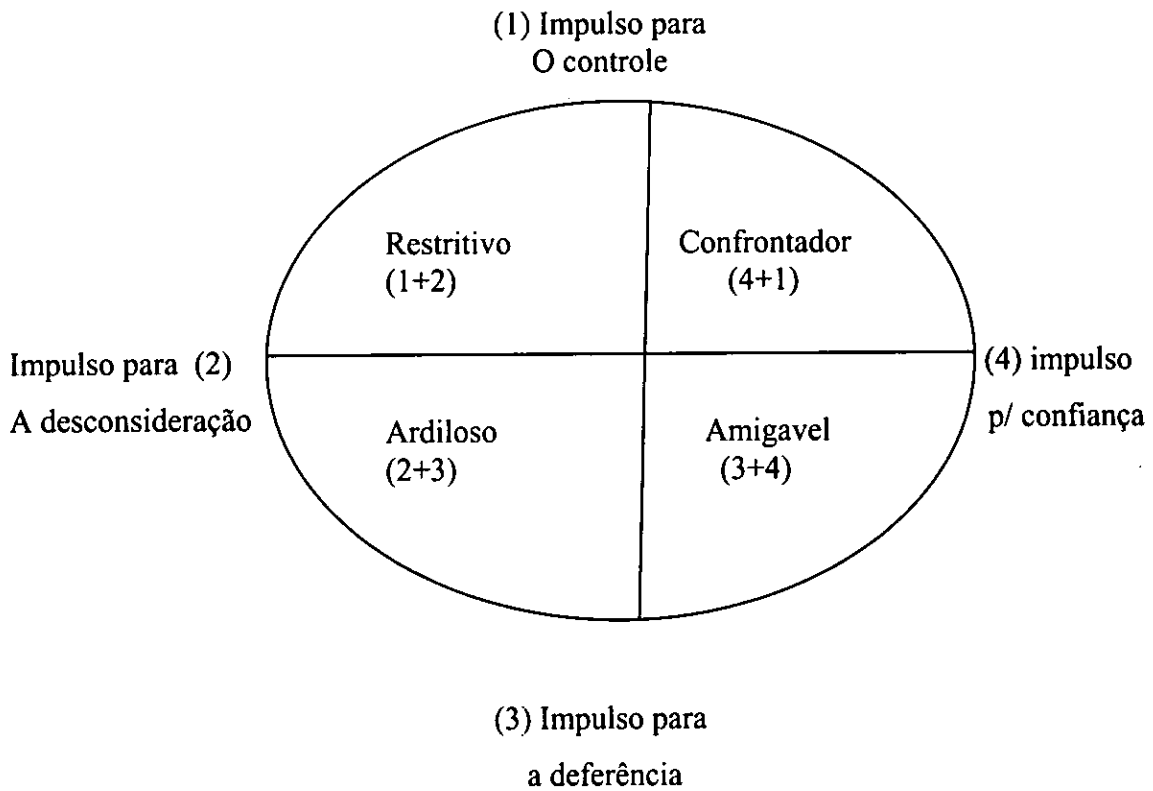 (1) Impulso para
O controle
Restritivo
(1+2)
Confrontador
(4+1)
Impulso para (2)
A desconsideração
(4) impulso
p/ confiança
Ardiloso
(2+3)
Amigavel
(3+4)
(3) Impulso para
a deferência